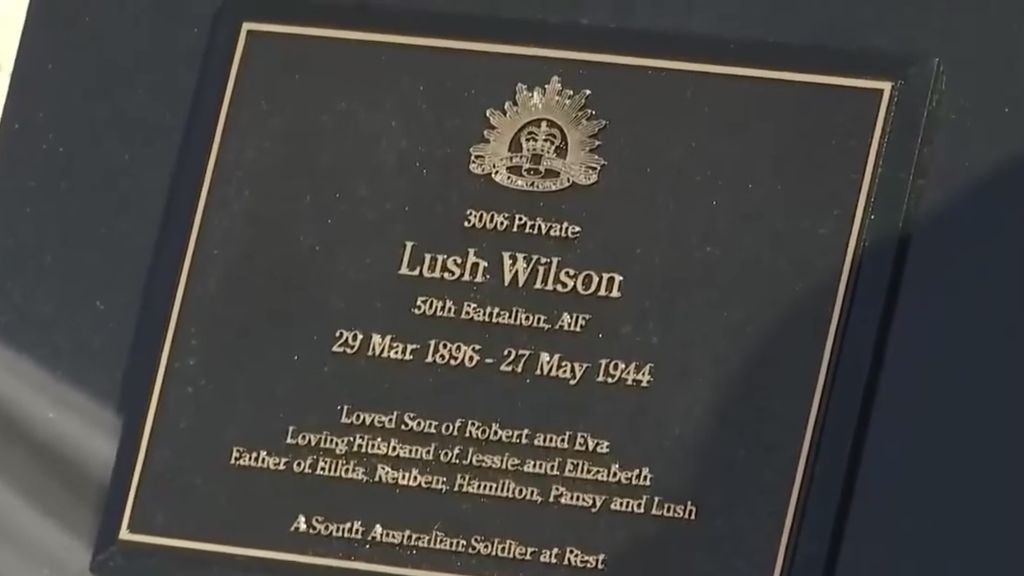 3006 Private
Lush Wilson
50th Battalion, AIF
29 Mar 1896 - 27 May 1944
Loved Son of Robert and Eva
Loving Husband of Jessie and Elizabeth
Father of Hilda, Reuben, Hamilton, Pansy and Lush
A South Australian Soldier at Rest